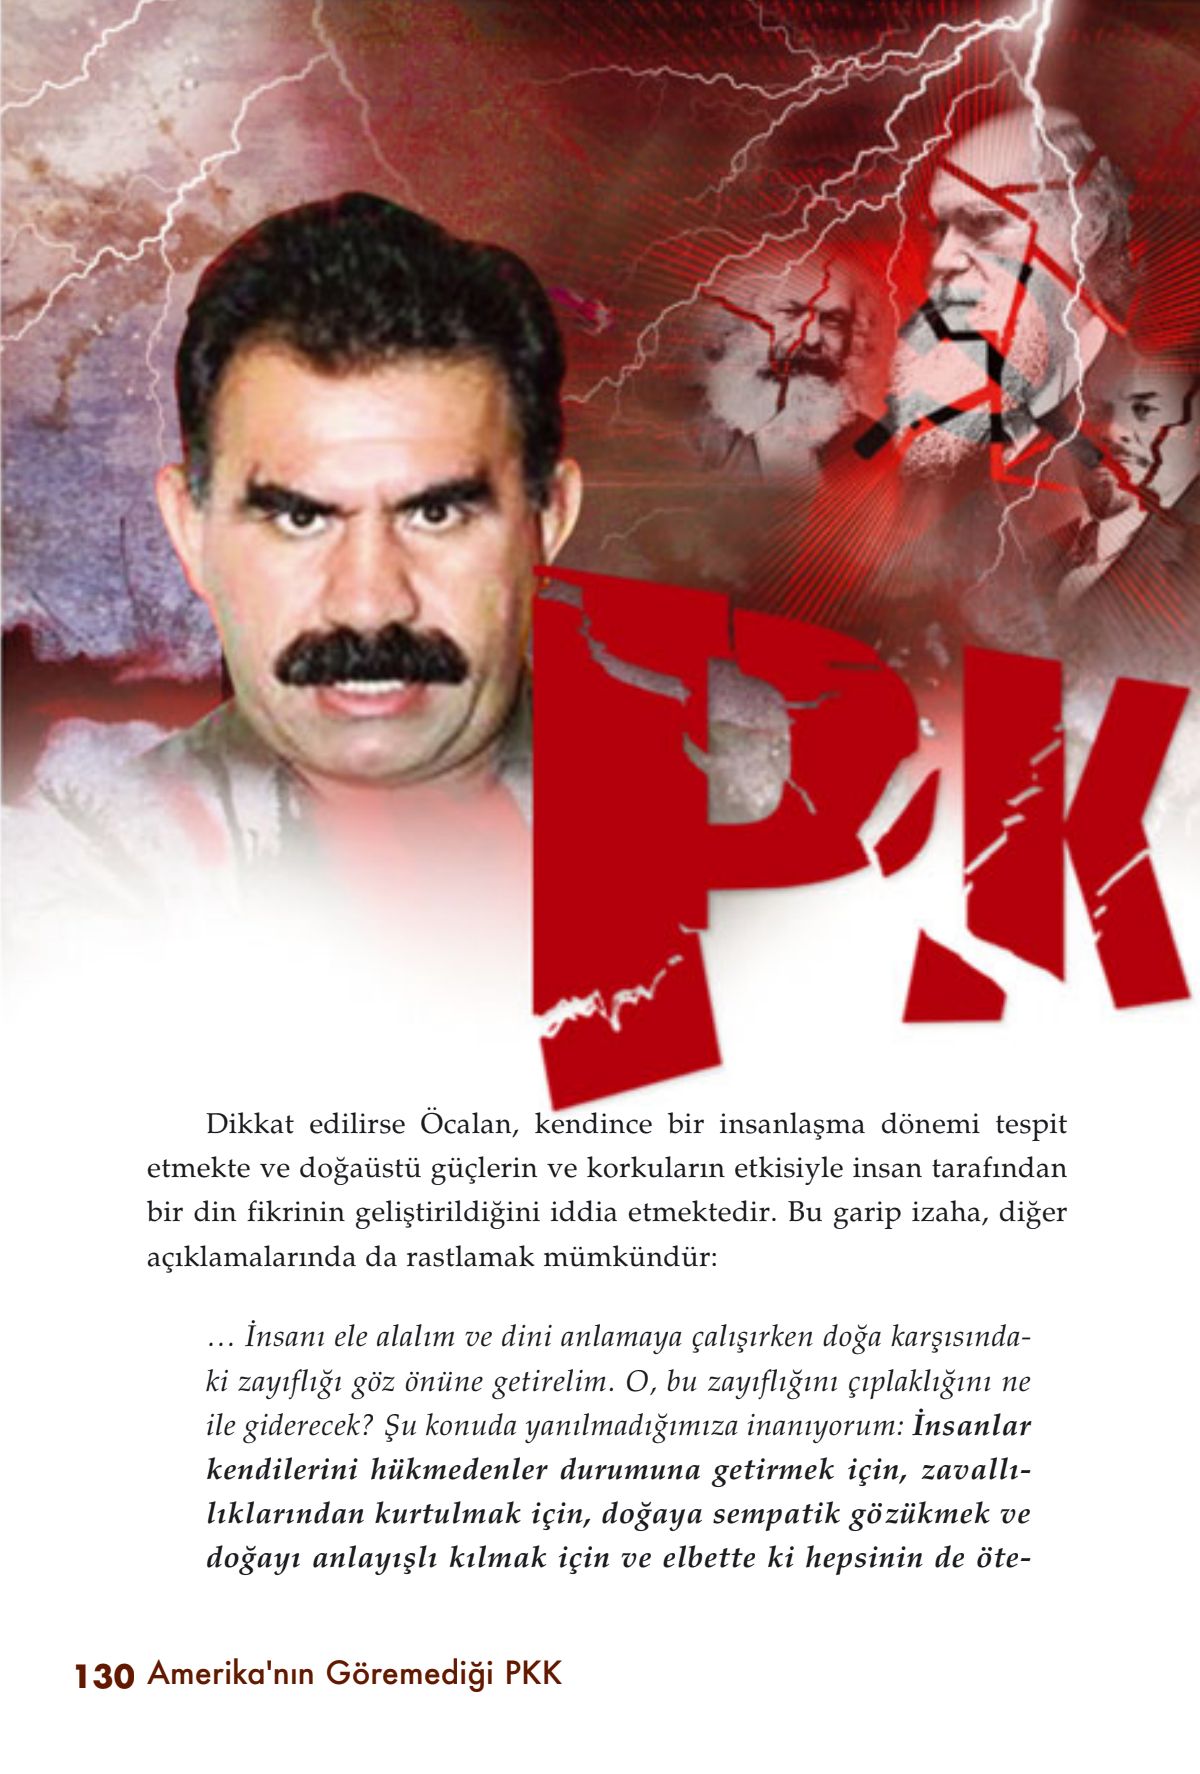 PK
Dikkat edilirse Öcalan, kendince bir insanlaşma dönemi tespit
etmekte ve doğaüstü güçlerin ve korkuların etkisiyle insan tarafından
bir din fikrinin geliştirildiğini iddia etmektedir. Bu garip izaha, diğer
açıklamalarında da rastlamak mümkündür:
… İnsanı ele alalım ve dini anlamaya çalışırken doğa karşısında-
ki zayıflığı göz önüne getirelim. O, bu zayıflığını çıplaklığını ne
ile giderecek? Şu konuda yanılmadığımıza inanıyorum: İnsanlar
kendilerini hükmedenler durumuna getirmek için, zavallı-
lıklarından kurtulmak için, doğaya sempatik gözükmek ve
doğayı anlayışlı kılmak için ve elbette ki hepsinin de öte-
130 Amerika'nın Göremediği PKK